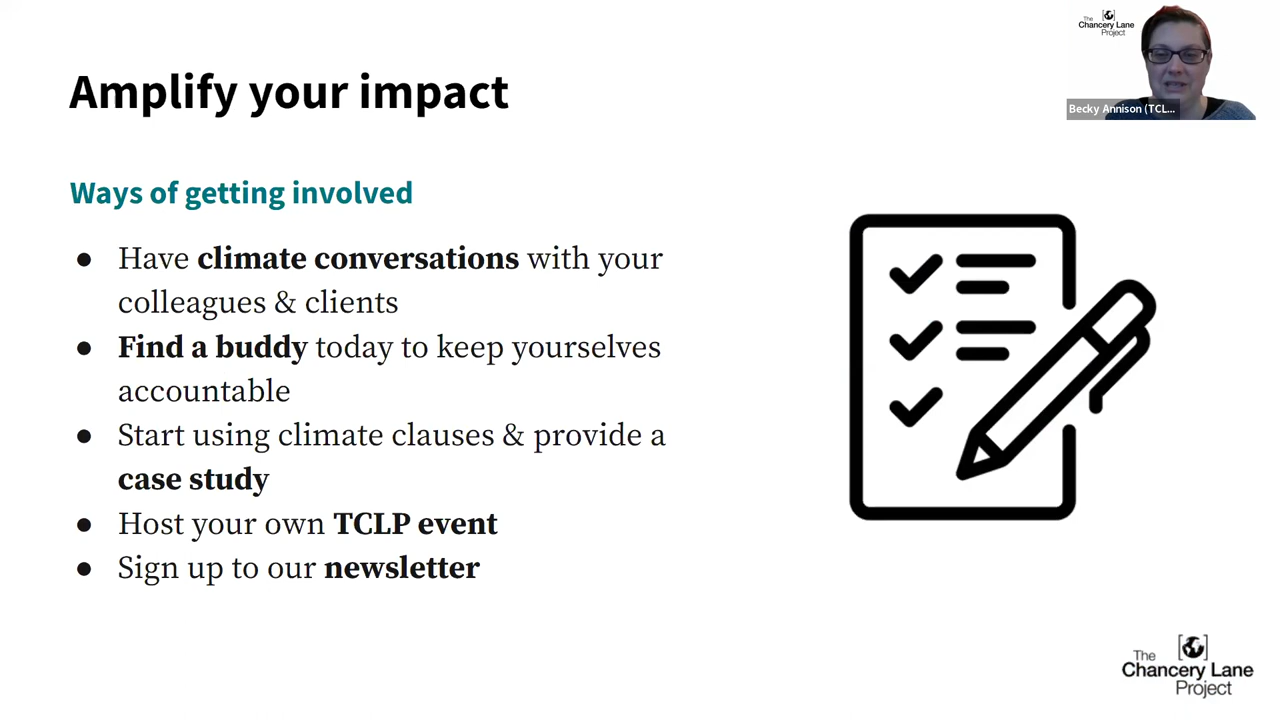 Amplify your impact
The
Chancery Lane
Project
Becky Annison (TCL...
Ways of getting involved
● Have climate conversations with your
colleagues & clients
● Find a buddy today to keep yourselves
accountable
● Start using climate clauses & provide a
case study
● Host your own TCLP event
● Sign up to our newsletter
The
Chancery Lane
Project